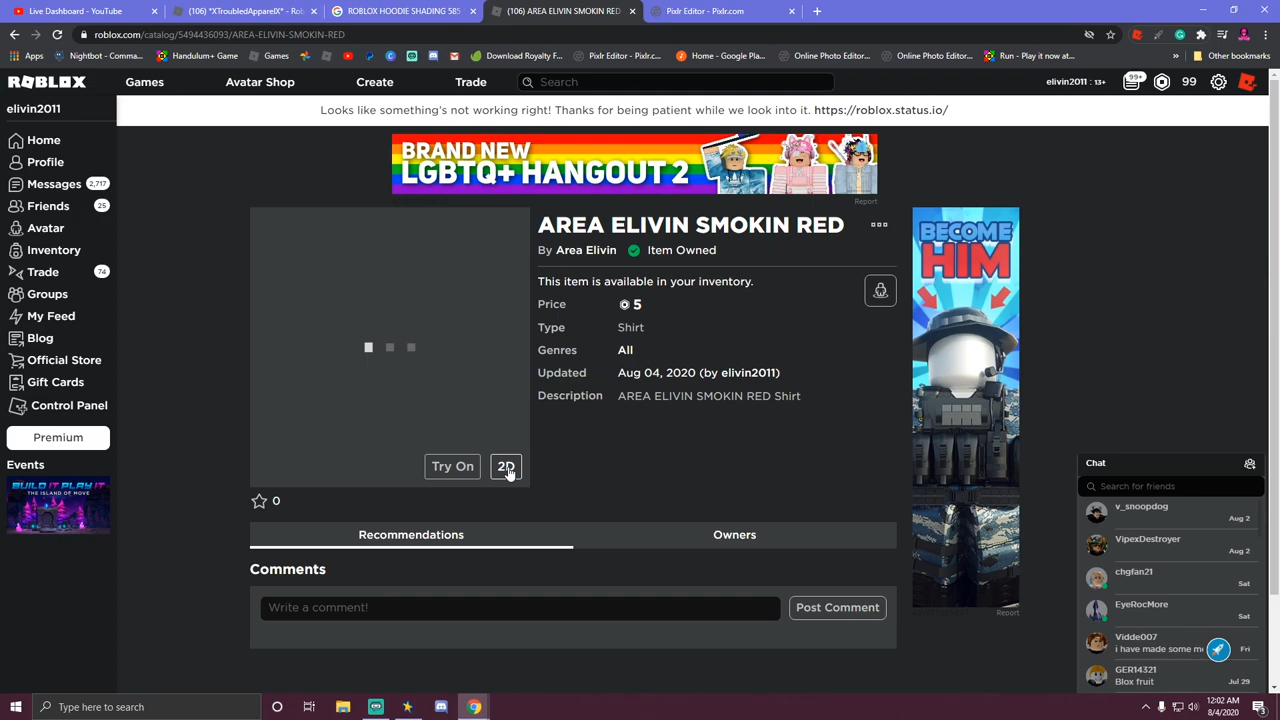 Live Dashboard - YouTube
(106) *XTroubledApparelX* - Rob
ROBLOX HOODIE SHADING 585
(106) AREA ELIVIN SMOKIN RED
Pixlr Editor - Pixlr.com
roblox.com/catalog/5494436093/AREA-ELIVIN-SMOKIN-RED
Apps
Nightbot - Comma...
Handulum+ Game
Games
Download Royalty F...
Pixlr Editor - Pixlr.c...
Home - Google Pla...
Online Photo Editor...
Online Photo Editor...
Run - Play it now at...
Other bookmarks
ROBLOX
Games
Avatar Shop
Create
Trade
Search
elivin2011 : 13+
99+
99
elivin2011
Looks like something's not working right! Thanks for being patient while we look into it. https://roblox.status.io/
Home
Profile
Messages 2,717
Friends 25
Avatar
Inventory
Trade 74
Groups
My Feed
Blog
Official Store
Gift Cards
Control Panel
Premium
Events
BUILD IT PLAY IT
THE ISLAND OF MOVE
BRAND NEW
LGBTQ+ HANGOUT 2
Report
AREA ELIVIN SMOKIN RED
By Area Elivin Item Owned
This item is available in your inventory.
Price 5
Type Shirt
Genres All
Updated Aug 04, 2020 (by elivin2011)
Description AREA ELIVIN SMOKIN RED Shirt
Try On
2D
0
Recommendations
Owners
Comments
Write a comment!
Post Comment
BECOME
HIM
Report
Chat
Search for friends
v_snoopdog
Aug 2
VipexDestroyer
Aug 2
chgfan21
Sat
EyeRocMore
Sat
Vidde007
i have made some m
Fri
GER14321
Blox fruit
Jul 29
Type here to search
12:02 AM
8/4/2020
3